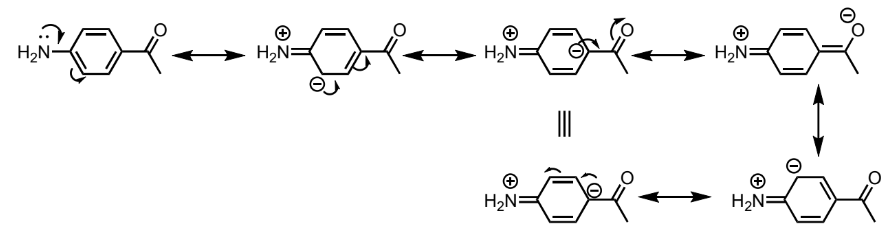 H₂N
O
⊕
H₂N
O
⊖
⊕
H₂N
⊖
O
⊕
H₂N
O
⊖
⊕
H₂N
⊖
O
⊕
H₂N
⊖
O